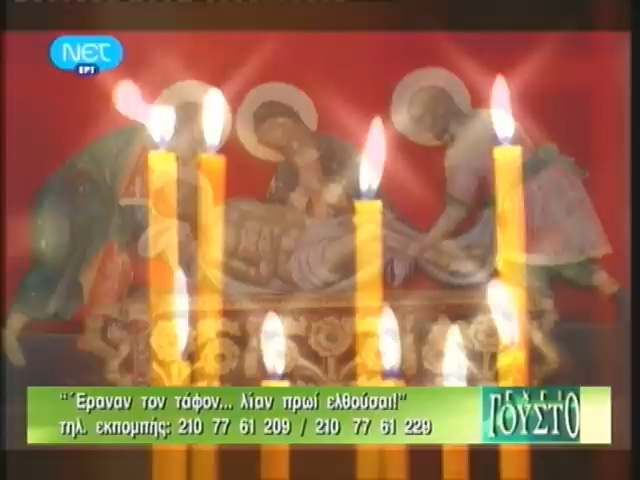 NET
ΕΡΤ
"Έραναν τον τάφον... λίαν πρωί ελθούσαι!"
τηλ. εκπομπής: 210 77 61 209 / 210 77 61 229
ΕΧΕΙ
ΓΟΥΣΤΟ